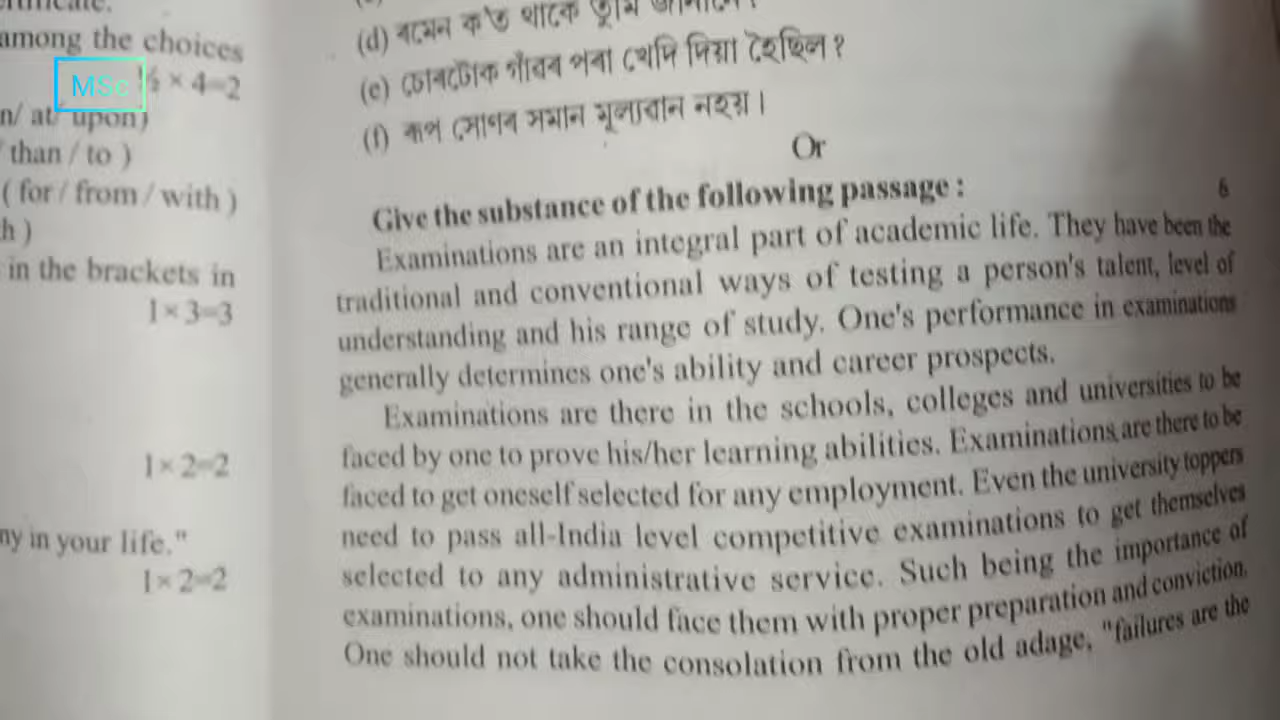 among the choices
MSc ½ × 4=2
n/ at/ upon)
than / to )
( for / from / with )
h )
in the brackets in
1 × 3=3
1 × 2=2
ny in your life."
1 × 2=2
(d) কʼত থাকে তুমি
(e) চোৰটোক গাঁৱৰ পৰা খেদি দিয়া হৈছিল ?
(f) ৰূপ সোণৰ সমান মূল্যবান নহয় ।
Or
Give the substance of the following passage : 6
Examinations are an integral part of academic life. They have been the
traditional and conventional ways of testing a person's talent, level of
understanding and his range of study. One's performance in examinations
generally determines one's ability and career prospects.
Examinations are there in the schools, colleges and universities to be
faced by one to prove his/her learning abilities. Examinations are there to be
faced to get oneself selected for any employment. Even the university toppers
need to pass all-India level competitive examinations to get themselves
selected to any administrative service. Such being the importance of
examinations, one should face them with proper preparation and conviction.
One should not take the consolation from the old adage, "failures are the